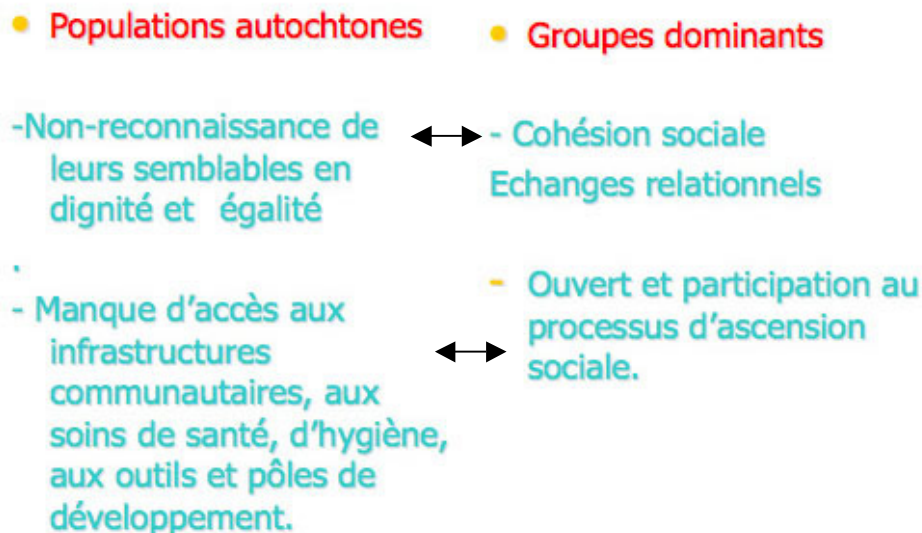 • Populations autochtones
-Non-reconnaissance de
leurs semblables en
dignité et égalité
.
- Manque d'accès aux
infrastructures
communautaires, aux
soins de santé, d'hygiène,
aux outils et pôles de
développement.
• Groupes dominants
- Cohésion sociale
Echanges relationnels
- Ouvert et participation au
processus d'ascension
sociale.